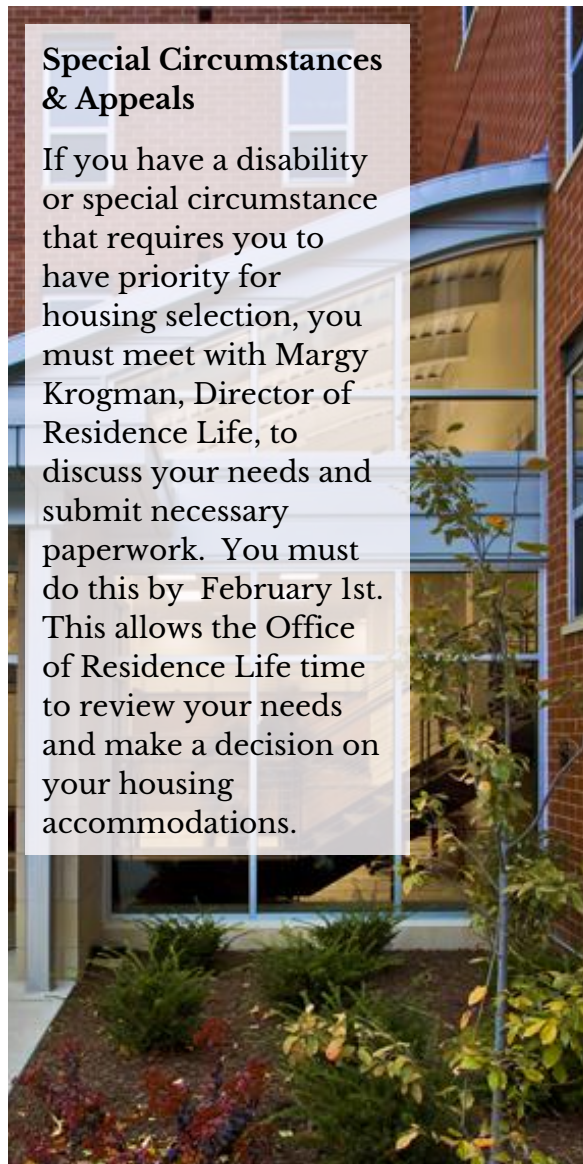 Special Circumstances
& Appeals
If you have a disability
or special circumstance
that requires you to
have priority for
housing selection, you
must meet with Margy
Krogman, Director of
Residence Life, to
discuss your needs and
submit necessary
paperwork.  You must
do this by  February 1st.
This allows the Office
of Residence Life time
to review your needs
and make a decision on
your housing
accommodations.